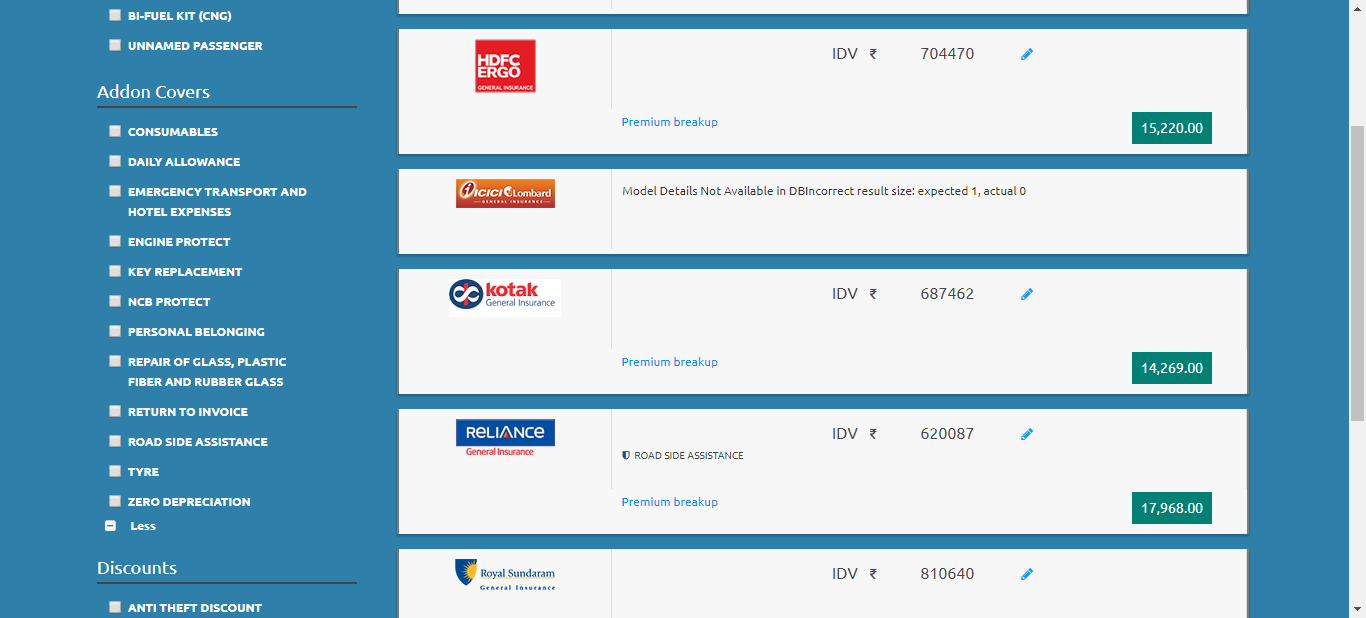 BI-FUEL KIT (CNG)
UNNAMED PASSENGER
Addon Covers
CONSUMABLES
DAILY ALLOWANCE
EMERGENCY TRANSPORT AND
HOTEL EXPENSES
ENGINE PROTECT
KEY REPLACEMENT
NCB PROTECT
PERSONAL BELONGING
REPAIR OF GLASS, PLASTIC
FIBER AND RUBBER GLASS
RETURN TO INVOICE
ROAD SIDE ASSISTANCE
TYRE
ZERO DEPRECIATION
Less
Discounts
ANTI THEFT DISCOUNT
HDFC
ERGO
GENERAL INSURANCE
IDV ₹ 704470
Premium breakup
15,220.00
ICICI Lombard
GENERAL INSURANCE
Model Details Not Available in DBIncorrect result size: expected 1, actual 0
kotak
General Insurance
IDV ₹ 687462
Premium breakup
14,269.00
RELIANCE
General Insurance
IDV ₹ 620087
ROAD SIDE ASSISTANCE
Premium breakup
17,968.00
Royal Sundaram
General Insurance
IDV ₹ 810640